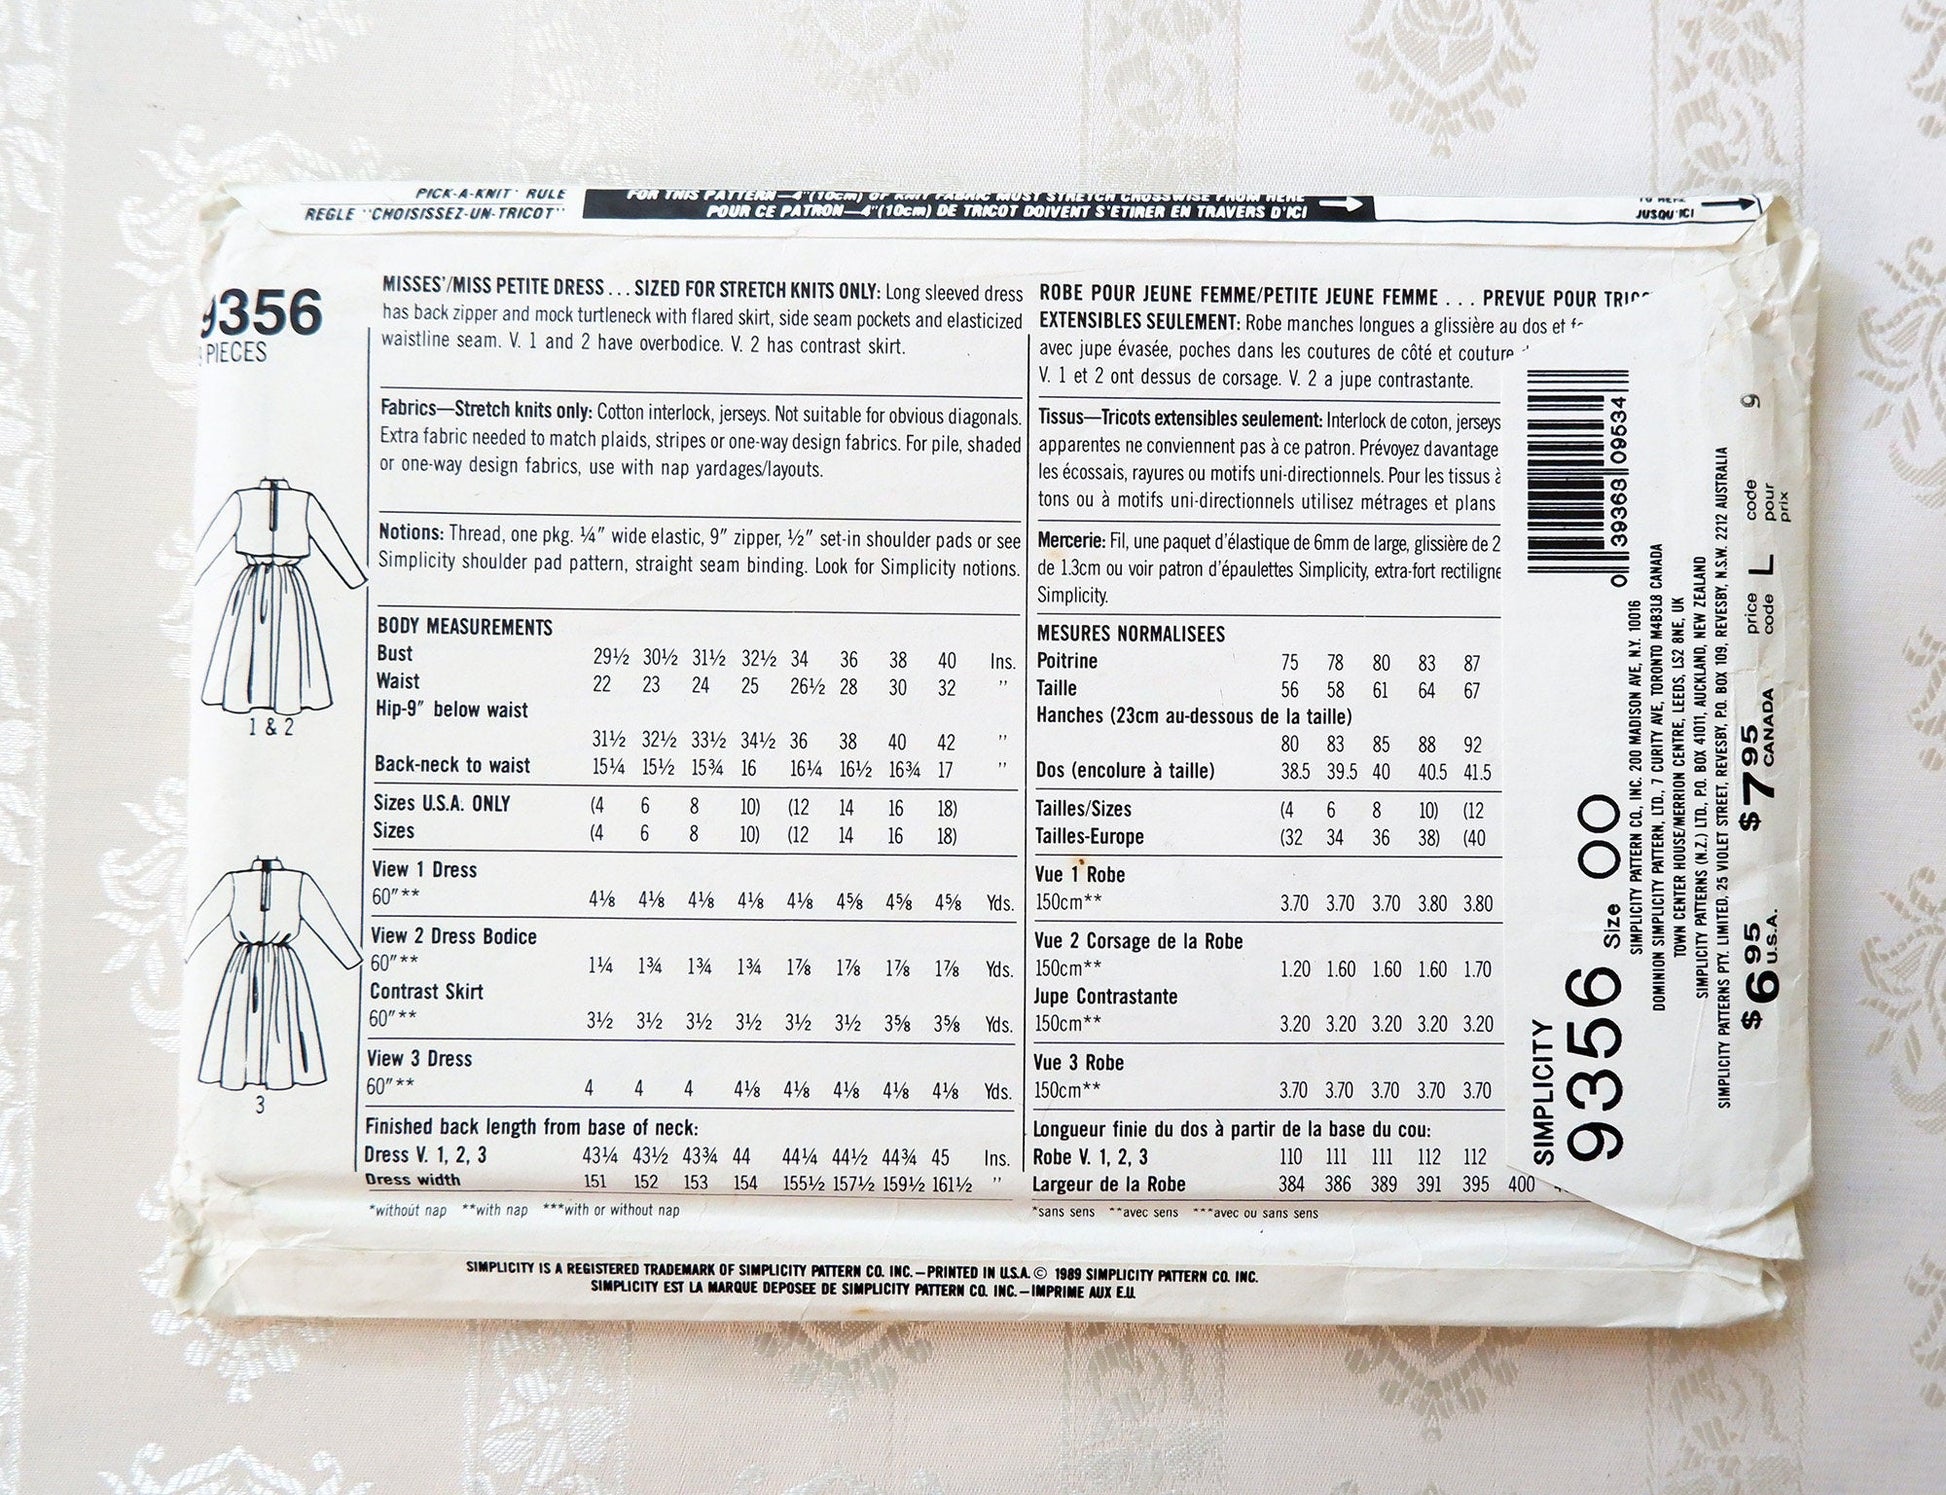 PICK-A-KNIT RULE
REGLE "CHOISISSEZ-UN-TRICOT"
FOR THIS PATTERN—4"(10cm) OF KNIT FABRIC MUST STRETCH CROSSWISE FROM HERE
POUR CE PATRON—4"(10cm) DE TRICOT DOIVENT S'ETIRER EN TRAVERS D'ICI
TO HERE
JUSQU'ICI
9356
PIECES
1 & 2
3
MISSES'/MISS PETITE DRESS . . . SIZED FOR STRETCH KNITS ONLY: Long sleeved dress
has back zipper and mock turtleneck with flared skirt, side seam pockets and elasticized
waistline seam. V. 1 and 2 have overbodice. V. 2 has contrast skirt.
Fabrics—Stretch knits only: Cotton interlock, jerseys. Not suitable for obvious diagonals.
Extra fabric needed to match plaids, stripes or one-way design fabrics. For pile, shaded
or one-way design fabrics, use with nap yardages/layouts.
Notions: Thread, one pkg. ¼" wide elastic, 9" zipper, ½" set-in shoulder pads or see
Simplicity shoulder pad pattern, straight seam binding. Look for Simplicity notions.
BODY MEASUREMENTS
Bust 29½ 30½ 31½ 32½ 34 36 38 40 Ins.
Waist 22 23 24 25 26½ 28 30 32 "
Hip-9" below waist
31½ 32½ 33½ 34½ 36 38 40 42 "
Back-neck to waist 15¼ 15½ 15¾ 16 16¼ 16½ 16¾ 17 "
Sizes U.S.A. ONLY (4 6 8 10) (12 14 16 18)
Sizes (4 6 8 10) (12 14 16 18)
View 1 Dress
60"** 4⅛ 4⅛ 4⅛ 4⅛ 4⅛ 4⅝ 4⅝ 4⅝ Yds.
View 2 Dress Bodice
60"** 1¼ 1¾ 1¾ 1¾ 1⅞ 1⅞ 1⅞ 1⅞ Yds.
Contrast Skirt
60"** 3½ 3½ 3½ 3½ 3½ 3½ 3⅝ 3⅝ Yds.
View 3 Dress
60"** 4 4 4 4⅛ 4⅛ 4⅛ 4⅛ 4⅛ Yds.
Finished back length from base of neck:
Dress V. 1, 2, 3 43¼ 43½ 43¾ 44 44¼ 44½ 44¾ 45 Ins.
Dress width 151 152 153 154 155½ 157½ 159½ 161½ "
*without nap **with nap ***with or without nap
ROBE POUR JEUNE FEMME/PETITE JEUNE FEMME . . . PREVUE POUR
EXTENSIBLES SEULEMENT: Robe manches longues a glissière au dos et
avec jupe évasée, poches dans les coutures de côté et couture
V. 1 et 2 ont dessus de corsage. V. 2 a jupe contrastante.
Tissus—Tricots extensibles seulement: Interlock de coton, jerseys
apparentes ne conviennent pas à ce patron. Prévoyez davantage
les écossais, rayures ou motifs uni-directionnels. Pour les tissus à
tons ou à motifs uni-directionnels utilisez métrages et plans
Mercerie: Fil, une paquet d'élastique de 6mm de large, glissière de 2
de 1.3cm ou voir patron d'épaulettes Simplicity, extra-fort rectiligne
Simplicity.
MESURES NORMALISEES
Poitrine 75 78 80 83 87
Taille 56 58 61 64 67
Hanches (23cm au-dessous de la taille)
80 83 85 88 92
Dos (encolure à taille) 38.5 39.5 40 40.5 41.5
Tailles/Sizes (4 6 8 10) (12
Tailles-Europe (32 34 36 38) (40
Vue 1 Robe
150cm** 3.70 3.70 3.70 3.80 3.80
Vue 2 Corsage de la Robe
150cm** 1.20 1.60 1.60 1.60 1.70
Jupe Contrastante
150cm** 3.20 3.20 3.20 3.20 3.20
Vue 3 Robe
150cm** 3.70 3.70 3.70 3.70 3.70
Longueur finie du dos à partir de la base du cou:
Robe V. 1, 2, 3 110 111 111 112 112
Largeur de la Robe 384 386 389 391 395 400
*sans sens **avec sens ***avec ou sans sens
0 39363 09534
9
SIMPLICITY
9356 Size OO
SIMPLICITY PATTERN CO., INC. 200 MADISON AVE, N.Y. 10016
DOMINION SIMPLICITY PATTERN, LTD., 7 CURITY AVE, TORONTO M4B3L8 CANADA
TOWN CENTER HOUSE/MERRION CENTRE, LEEDS, LS2 8NE, UK
SIMPLICITY PATTERNS (N.Z.) LTD., P.O. BOX 41011, AUCKLAND, NEW ZEALAND
SIMPLICITY PATTERNS PTY. LIMITED, 25 VIOLET STREET, REVESBY, P.O. BOX 109, REVESBY, N.S.W. 2212 AUSTRALIA
$6.95 U.S.A.
$7.95 CANADA
price code L code pour prix
SIMPLICITY IS A REGISTERED TRADEMARK OF SIMPLICITY PATTERN CO. INC.—PRINTED IN U.S.A. © 1989 SIMPLICITY PATTERN CO. INC.
SIMPLICITY EST LA MARQUE DEPOSEE DE SIMPLICITY PATTERN CO. INC.—IMPRIME AUX E.U.